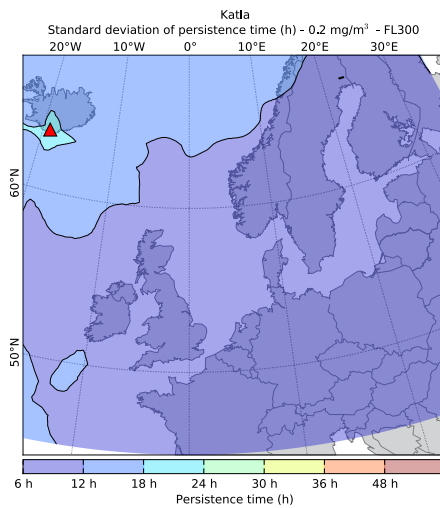 Katla
Standard deviation of persistence time (h) - 0.2 mg/m³ - FL300
20°W 10°W 0° 10°E 20°E 30°E
60°N
50°N
6 h 12 h 18 h 24 h 30 h 36 h 48 h
Persistence time (h)